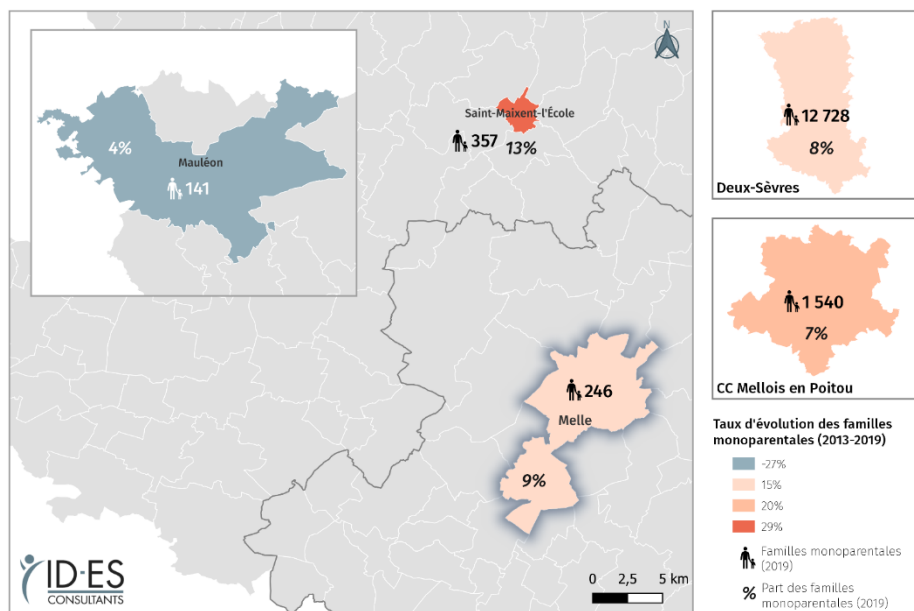 4%
Mauléon
141
N
Saint-Maixent-l'École
357
13%
246
Melle
9%
ID-ES
CONSULTANTS
0 2,5 5 km
12 728
8%
Deux-Sèvres
1 540
7%
CC Mellois en Poitou
Taux d'évolution des familles
monoparentales (2013-2019)
-27%
15%
20%
29%
Familles monoparentales
(2019)
% Part des familles
monoparentales (2019)